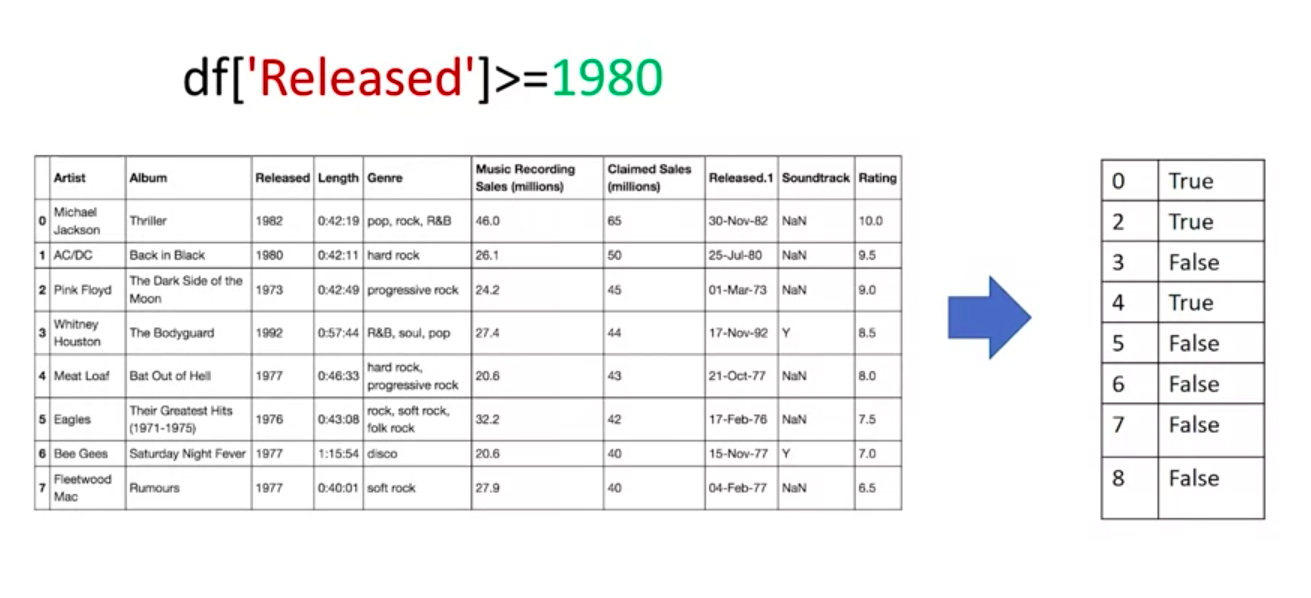 df['Released']>=1980
Artist Album Released Length Genre Music Recording Sales (millions) Claimed Sales (millions) Released.1 Soundtrack Rating
0 Michael Jackson Thriller 1982 0:42:19 pop, rock, R&B 46.0 65 30-Nov-82 NaN 10.0
1 AC/DC Back in Black 1980 0:42:11 hard rock 26.1 50 25-Jul-80 NaN 9.5
2 Pink Floyd The Dark Side of the Moon 1973 0:42:49 progressive rock 24.2 45 01-Mar-73 NaN 9.0
3 Whitney Houston The Bodyguard 1992 0:57:44 R&B, soul, pop 27.4 44 17-Nov-92 Y 8.5
4 Meat Loaf Bat Out of Hell 1977 0:46:33 hard rock, progressive rock 20.6 43 21-Oct-77 NaN 8.0
5 Eagles Their Greatest Hits (1971-1975) 1976 0:43:08 rock, soft rock, folk rock 32.2 42 17-Feb-76 NaN 7.5
6 Bee Gees Saturday Night Fever 1977 1:15:54 disco 20.6 40 15-Nov-77 Y 7.0
7 Fleetwood Mac Rumours 1977 0:40:01 soft rock 27.9 40 04-Feb-77 NaN 6.5
0 True
2 True
3 False
4 True
5 False
6 False
7 False
8 False